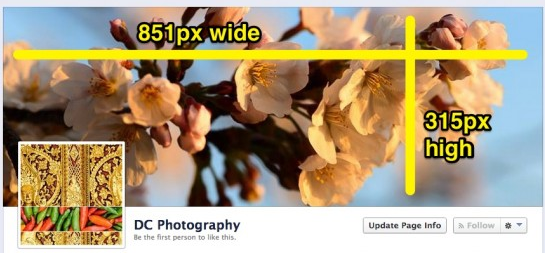 851px wide
315px
high
DC Photography
Be the first person to like this.
Update Page Info
Follow